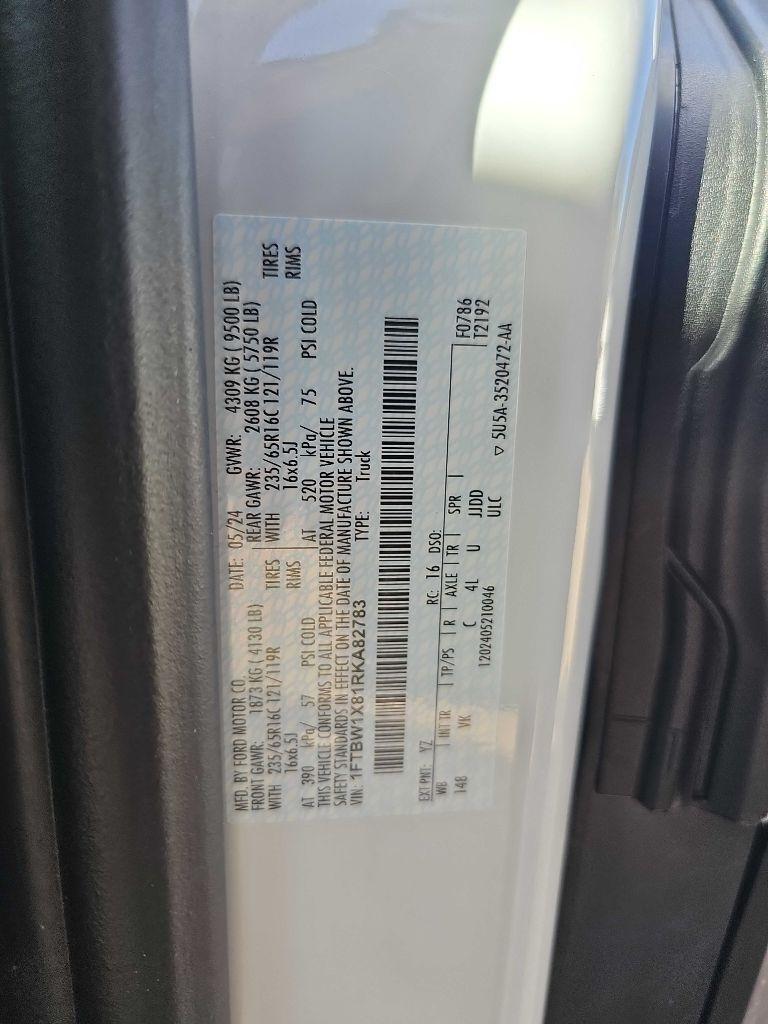 MFD. BY FORD MOTOR CO. DATE: 05/24 GVWR: 4309 KG ( 9500 LB)
FRONT GAWR: 1873 KG ( 4130 LB) REAR GAWR: 2608 KG ( 5750 LB)
WITH 235/65R16C 121/119R TIRES WITH 235/65R16C 121/119R TIRES
16x6.5J RIMS 16x6.5J RIMS
AT 390 kPa/ 57 PSI COLD AT 520 kPa/ 75 PSI COLD
THIS VEHICLE CONFORMS TO ALL APPLICABLE FEDERAL MOTOR VEHICLE
SAFETY STANDARDS IN EFFECT ON THE DATE OF MANUFACTURE SHOWN ABOVE.
VIN: 1FTBW1X81RKA82783 TYPE: Truck
EXT PNT: YZ RC: 16 DSO:
WB INT TR TP/PS R AXLE TR SPR F0786
148 VK C 4L U JJDD T2192
1202405210046 ULC
▽ 5U5A-3520472-AA